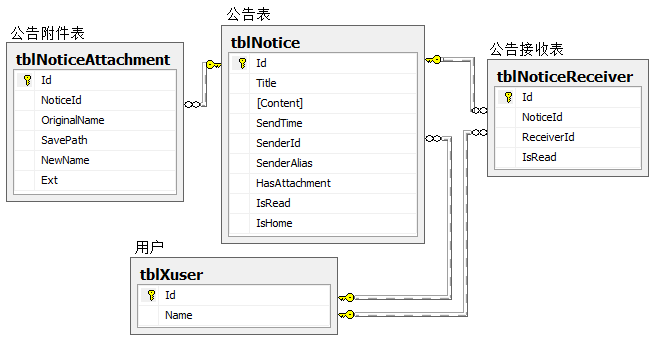 公告附件表
tblNoticeAttachment
Id
NoticeId
OriginalName
SavePath
NewName
Ext
公告表
tblNotice
Id
Title
[Content]
SendTime
SenderId
SenderAlias
HasAttachment
IsRead
IsHome
公告接收表
tblNoticeReceiver
Id
NoticeId
ReceiverId
IsRead
用户
tblXuser
Id
Name